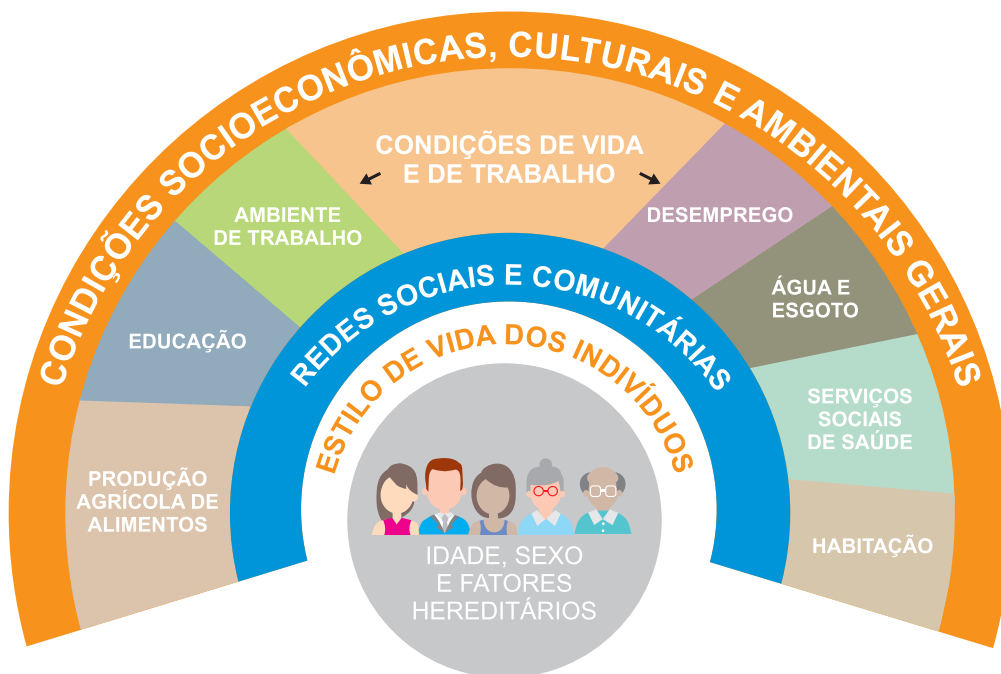 CONDIÇÕES SOCIOECONÔMICAS, CULTURAIS E AMBIENTAIS GERAIS
CONDIÇÕES DE VIDA
E DE TRABALHO
AMBIENTE
DE TRABALHO
DESEMPREGO
EDUCAÇÃO
ÁGUA E
ESGOTO
PRODUÇÃO
AGRÍCOLA DE
ALIMENTOS
SERVIÇOS
SOCIAIS
DE SAÚDE
HABITAÇÃO
REDES SOCIAIS E COMUNITÁRIAS
ESTILO DE VIDA DOS INDIVÍDUOS
IDADE, SEXO
E FATORES
HEREDITÁRIOS